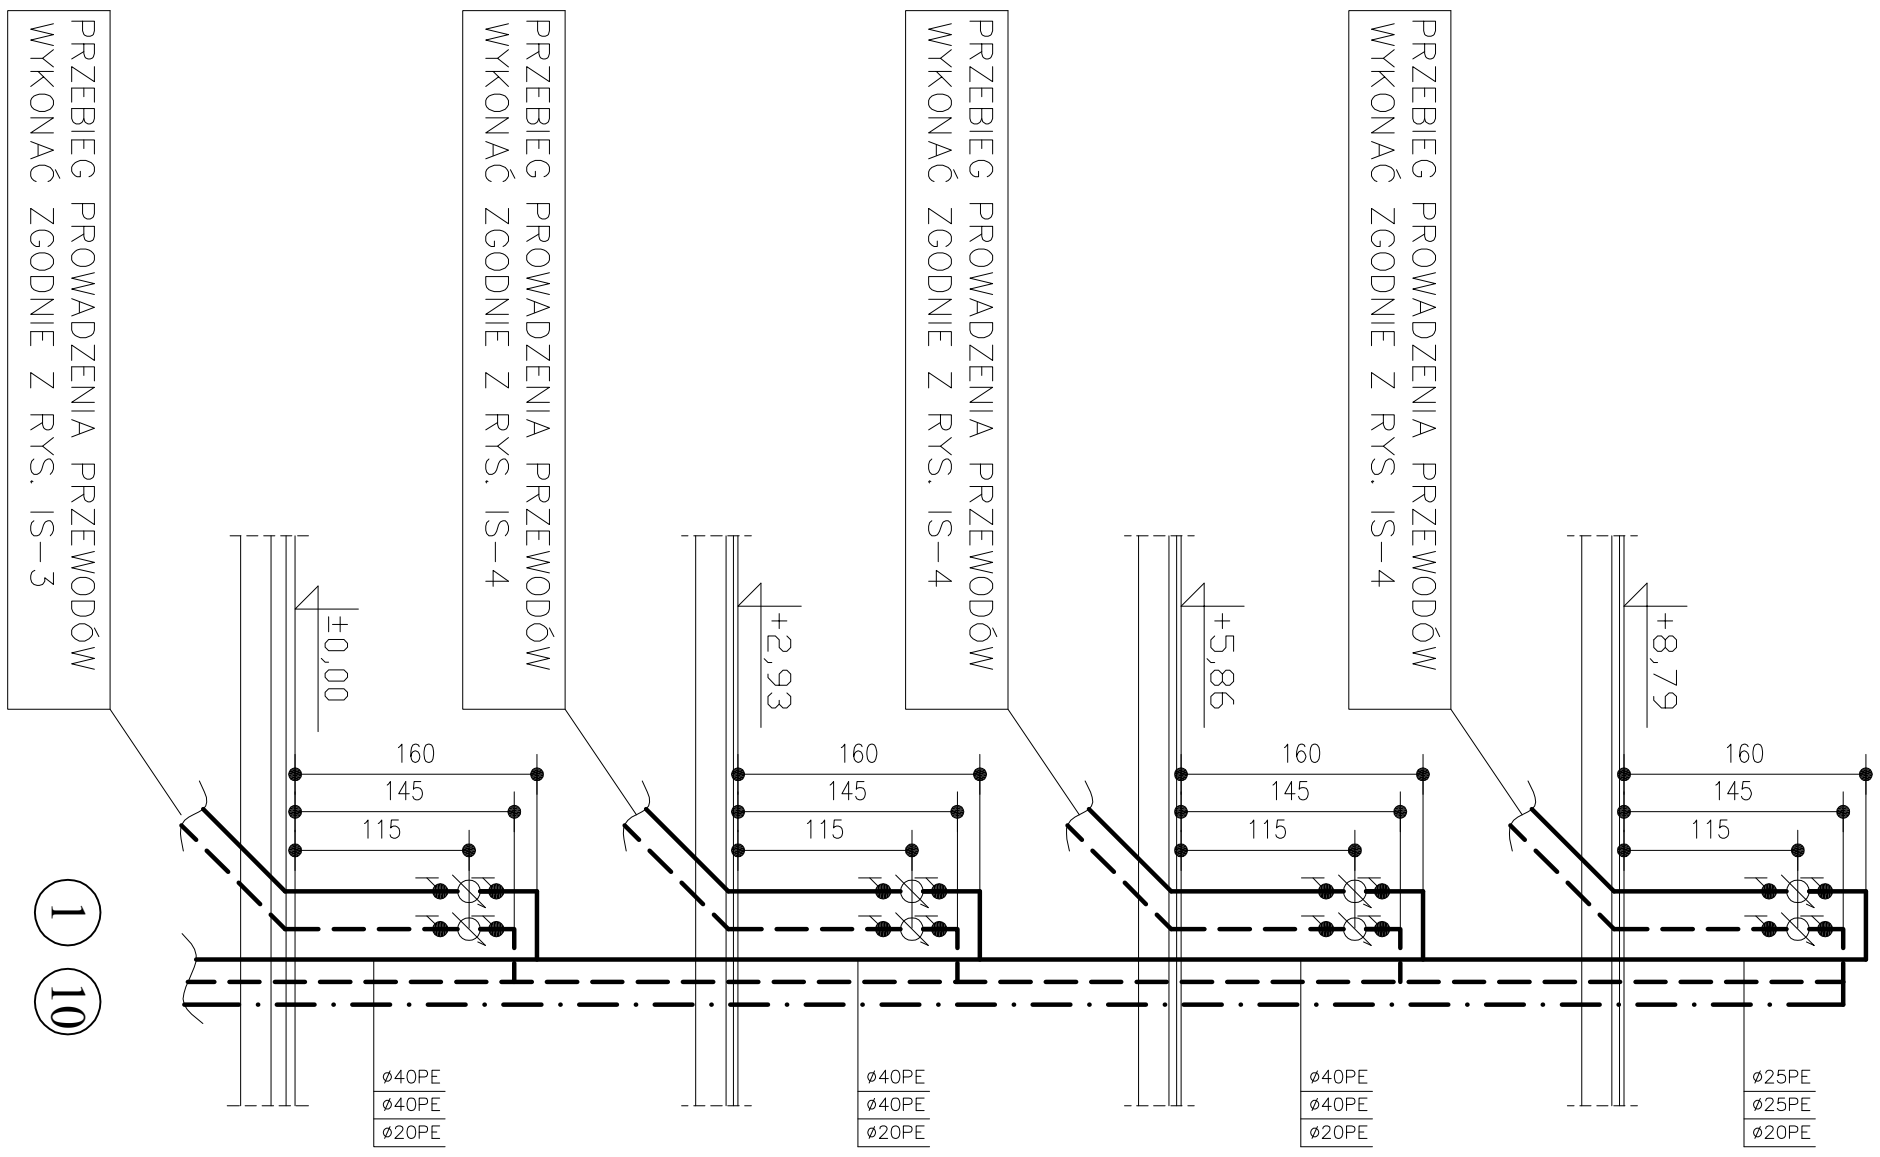 PRZEBIEG PROWADZENIA PRZEWODÓW
WYKONAĆ ZGODNIE Z RYS. IS-3
PRZEBIEG PROWADZENIA PRZEWODÓW
WYKONAĆ ZGODNIE Z RYS. IS-4
PRZEBIEG PROWADZENIA PRZEWODÓW
WYKONAĆ ZGODNIE Z RYS. IS-4
PRZEBIEG PROWADZENIA PRZEWODÓW
WYKONAĆ ZGODNIE Z RYS. IS-4
±0,00
+2,93
+5,86
+8,79
160
145
115
160
145
115
160
145
115
160
145
115
1
10
ø40PE
ø40PE
ø20PE
ø40PE
ø40PE
ø20PE
ø40PE
ø40PE
ø20PE
ø25PE
ø25PE
ø20PE